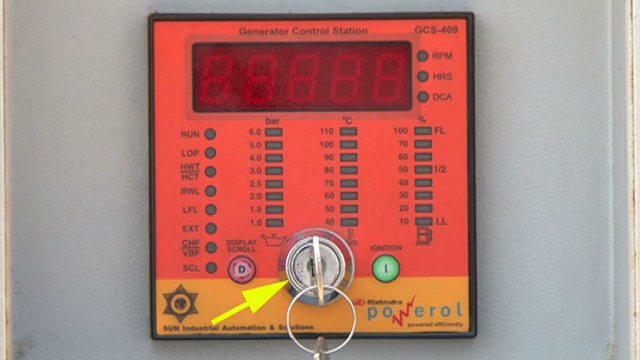 Generator Control Station GCS-409
RPM
HRS
DCA
bar °C %
RUN 6.0 110 100 FL
LOP 5.0 100 70
HWT 4.0 90 60
HCT 3.0 80 50 1/2
RWL 2.5 70 40
LFL 2.0 60 30
EXT 1.5 50 20
CHF 1.0 40 10 LL
VBF
SCL
DISPLAY
SCROLL
D
IGNITION
I
Mahindra
powerol
powered efficiently
SUN Industrial Automation & Solutions